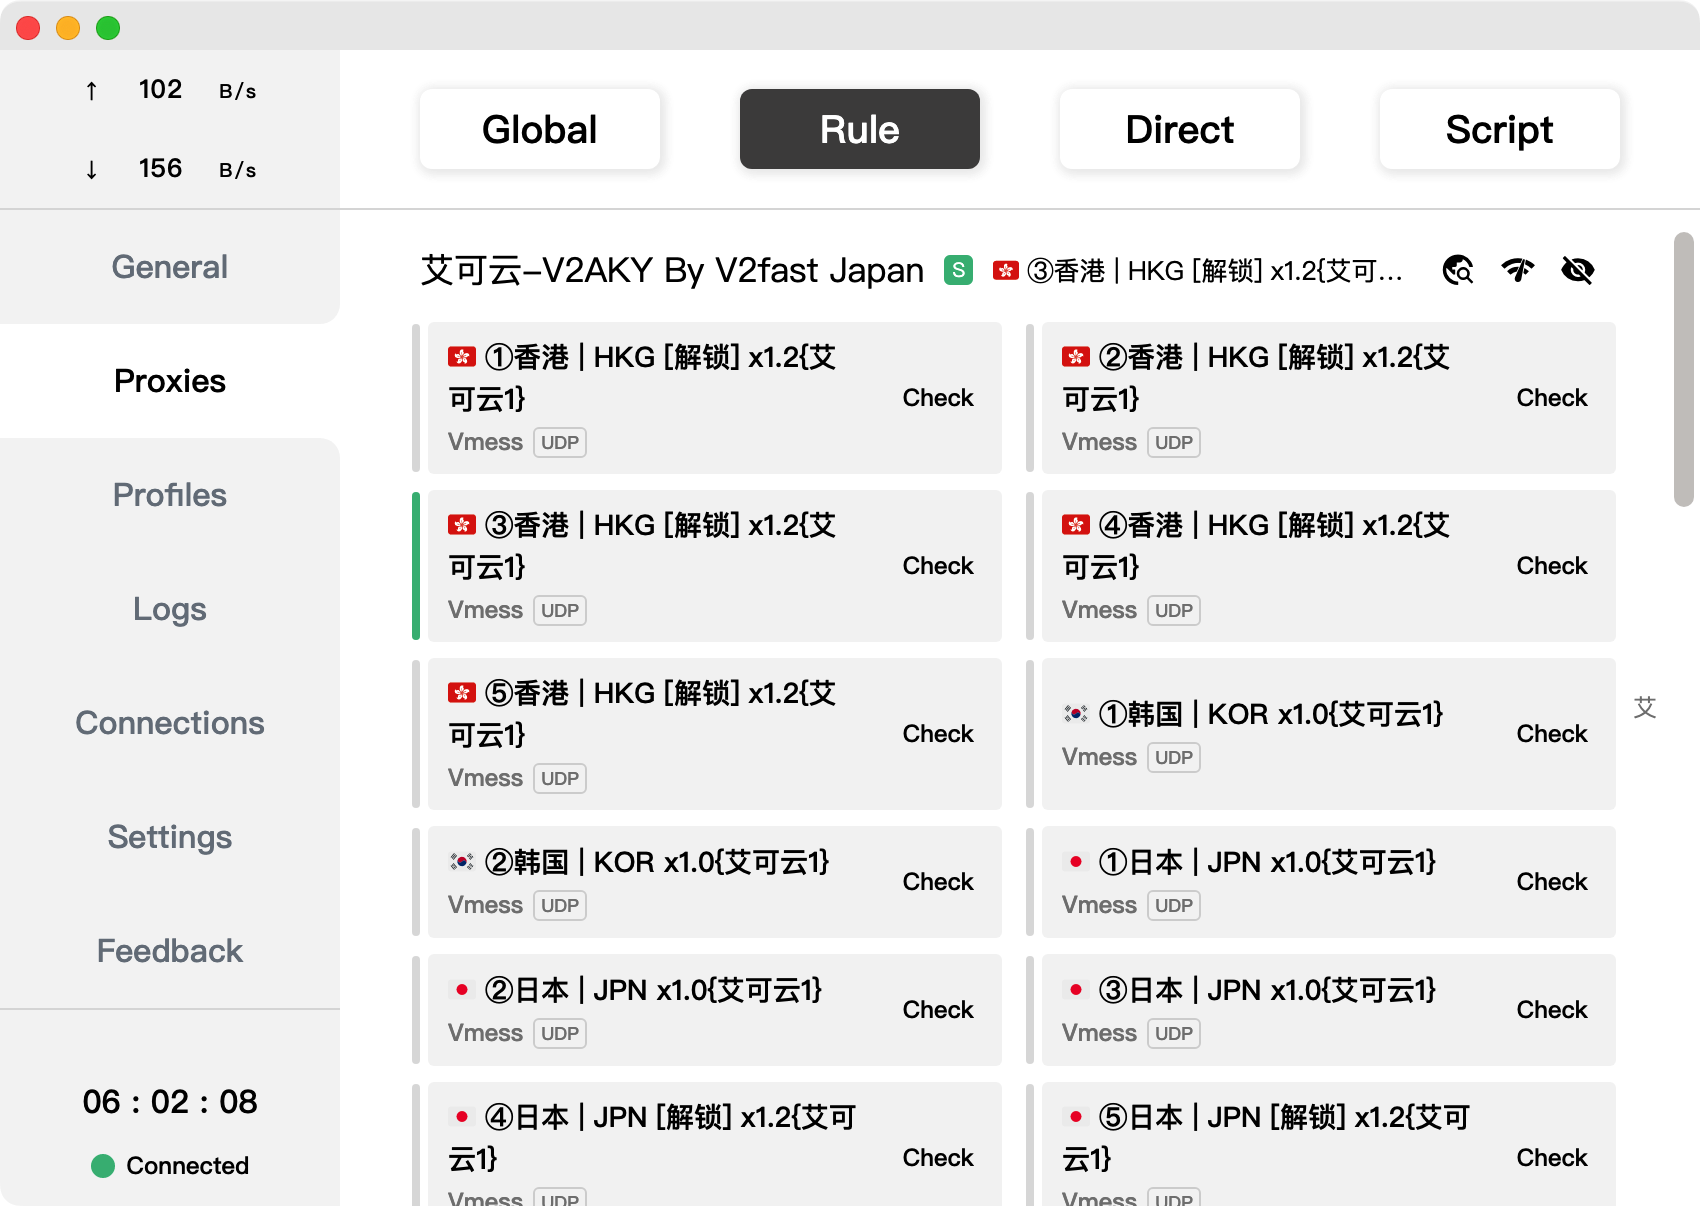 ↑ 102 B/s
↓ 156 B/s
General
Proxies
Profiles
Logs
Connections
Settings
Feedback
06 : 02 : 08
Connected
Global
Rule
Direct
Script
艾可云-V2AKY By V2fast Japan S 🇭🇰 ③香港 | HKG [解锁] x1.2{艾可...
🇭🇰 ①香港 | HKG [解锁] x1.2{艾
可云1}
Check
Vmess UDP
🇭🇰 ②香港 | HKG [解锁] x1.2{艾
可云1}
Check
Vmess UDP
🇭🇰 ③香港 | HKG [解锁] x1.2{艾
可云1}
Check
Vmess UDP
🇭🇰 ④香港 | HKG [解锁] x1.2{艾
可云1}
Check
Vmess UDP
🇭🇰 ⑤香港 | HKG [解锁] x1.2{艾
可云1}
Check
Vmess UDP
🇰🇷 ①韩国 | KOR x1.0{艾可云1}
Check
Vmess UDP
艾
🇰🇷 ②韩国 | KOR x1.0{艾可云1}
Check
Vmess UDP
🇯🇵 ①日本 | JPN x1.0{艾可云1}
Check
Vmess UDP
🇯🇵 ②日本 | JPN x1.0{艾可云1}
Check
Vmess UDP
🇯🇵 ③日本 | JPN x1.0{艾可云1}
Check
Vmess UDP
🇯🇵 ④日本 | JPN [解锁] x1.2{艾可
云1}
Check
Vmess UDP
🇯🇵 ⑤日本 | JPN [解锁] x1.2{艾可
云1}
Check
Vmess UDP